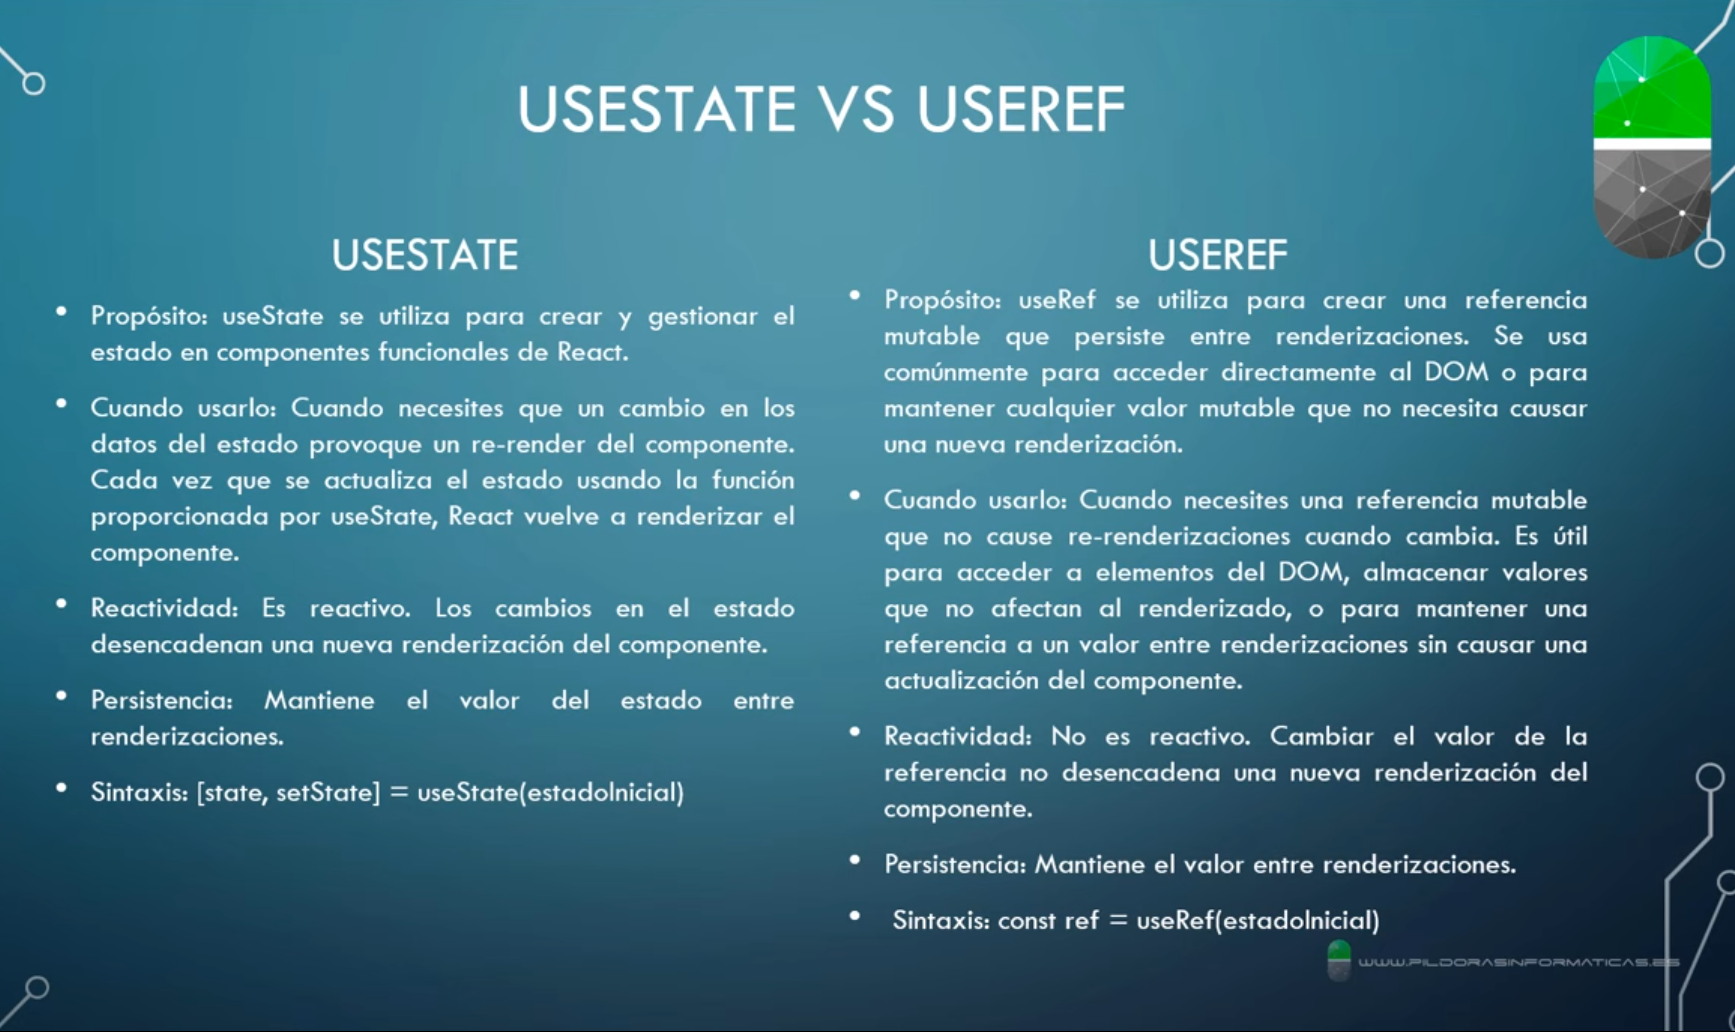 USESTATE VS USEREF
USESTATE
• Propósito: useState se utiliza para crear y gestionar el
estado en componentes funcionales de React.
• Cuando usarlo: Cuando necesites que un cambio en los
datos del estado provoque un re-render del componente.
Cada vez que se actualiza el estado usando la función
proporcionada por useState, React vuelve a renderizar el
componente.
• Reactividad: Es reactivo. Los cambios en el estado
desencadenan una nueva renderización del componente.
• Persistencia: Mantiene el valor del estado entre
renderizaciones.
• Sintaxis: [state, setState] = useState(estadoInicial)
USEREF
• Propósito: useRef se utiliza para crear una referencia
mutable que persiste entre renderizaciones. Se usa
comúnmente para acceder directamente al DOM o para
mantener cualquier valor mutable que no necesita causar
una nueva renderización.
• Cuando usarlo: Cuando necesites una referencia mutable
que no cause re-renderizaciones cuando cambia. Es útil
para acceder a elementos del DOM, almacenar valores
que no afectan al renderizado, o para mantener una
referencia a un valor entre renderizaciones sin causar una
actualización del componente.
• Reactividad: No es reactivo. Cambiar el valor de la
referencia no desencadena una nueva renderización del
componente.
• Persistencia: Mantiene el valor entre renderizaciones.
• Sintaxis: const ref = useRef(estadoInicial)
WWW.PILDORASINFORMATICAS.ES